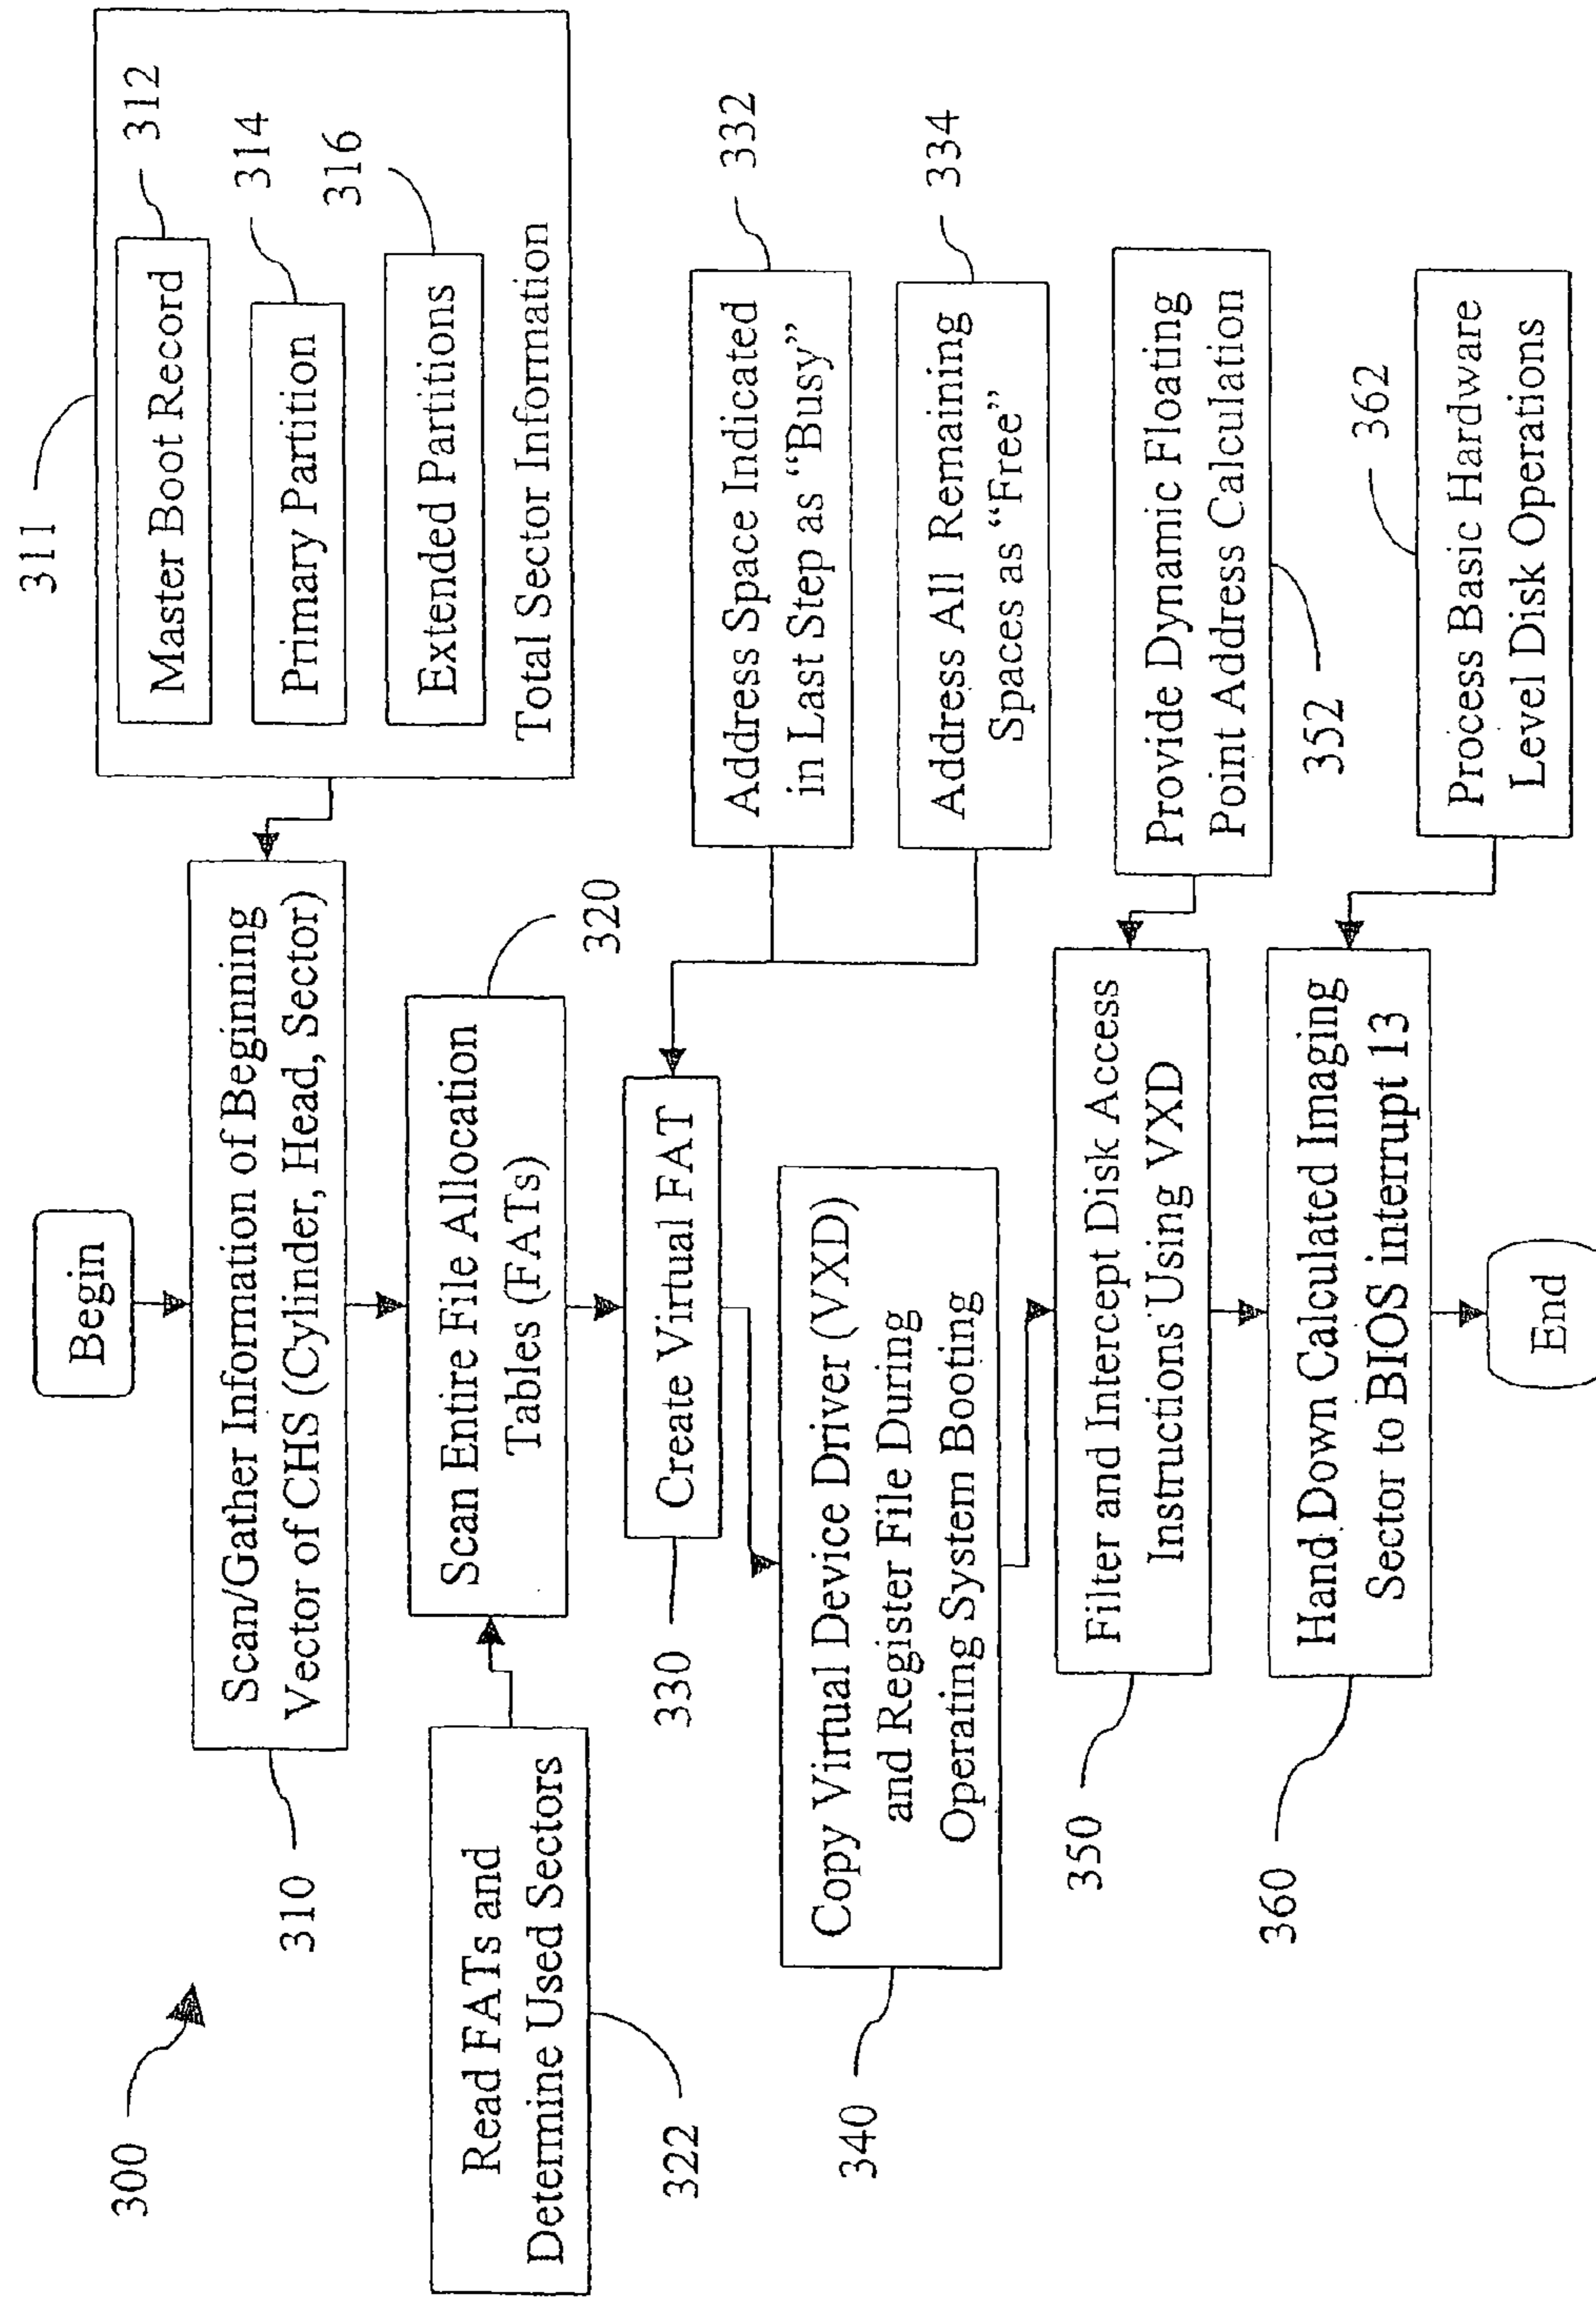 300
Begin
311
Master Boot Record
312
Primary Partition
314
Extended Partitions
316
Total Sector Information
Scan/Gather Information of Beginning
Vector of CHS (Cylinder, Head, Sector)
310
Read FATs and
Determine Used Sectors
322
Scan Entire File Allocation
Tables (FATs)
320
Create Virtual FAT
330
Address Space Indicated
in Last Step as “Busy”
332
Address All Remaining
Spaces as “Free”
334
Copy Virtual Device Driver (VXD)
and Register File During
Operating System Booting
340
Filter and Intercept Disk Access
Instructions Using VXD
350
Provide Dynamic Floating
Point Address Calculation
352
Hand Down Calculated Imaging
Sector to BIOS interrupt 13
360
Process Basic Hardware
Level Disk Operations
362
End